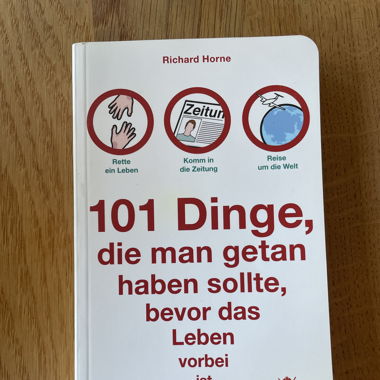 Richard Horne
Zeitun
Rette
ein Leben
Komm in
die Zeitung
Reise
um die Welt
101 Dinge,
die man getan
haben sollte,
bevor das
Leben
vorbei
ist